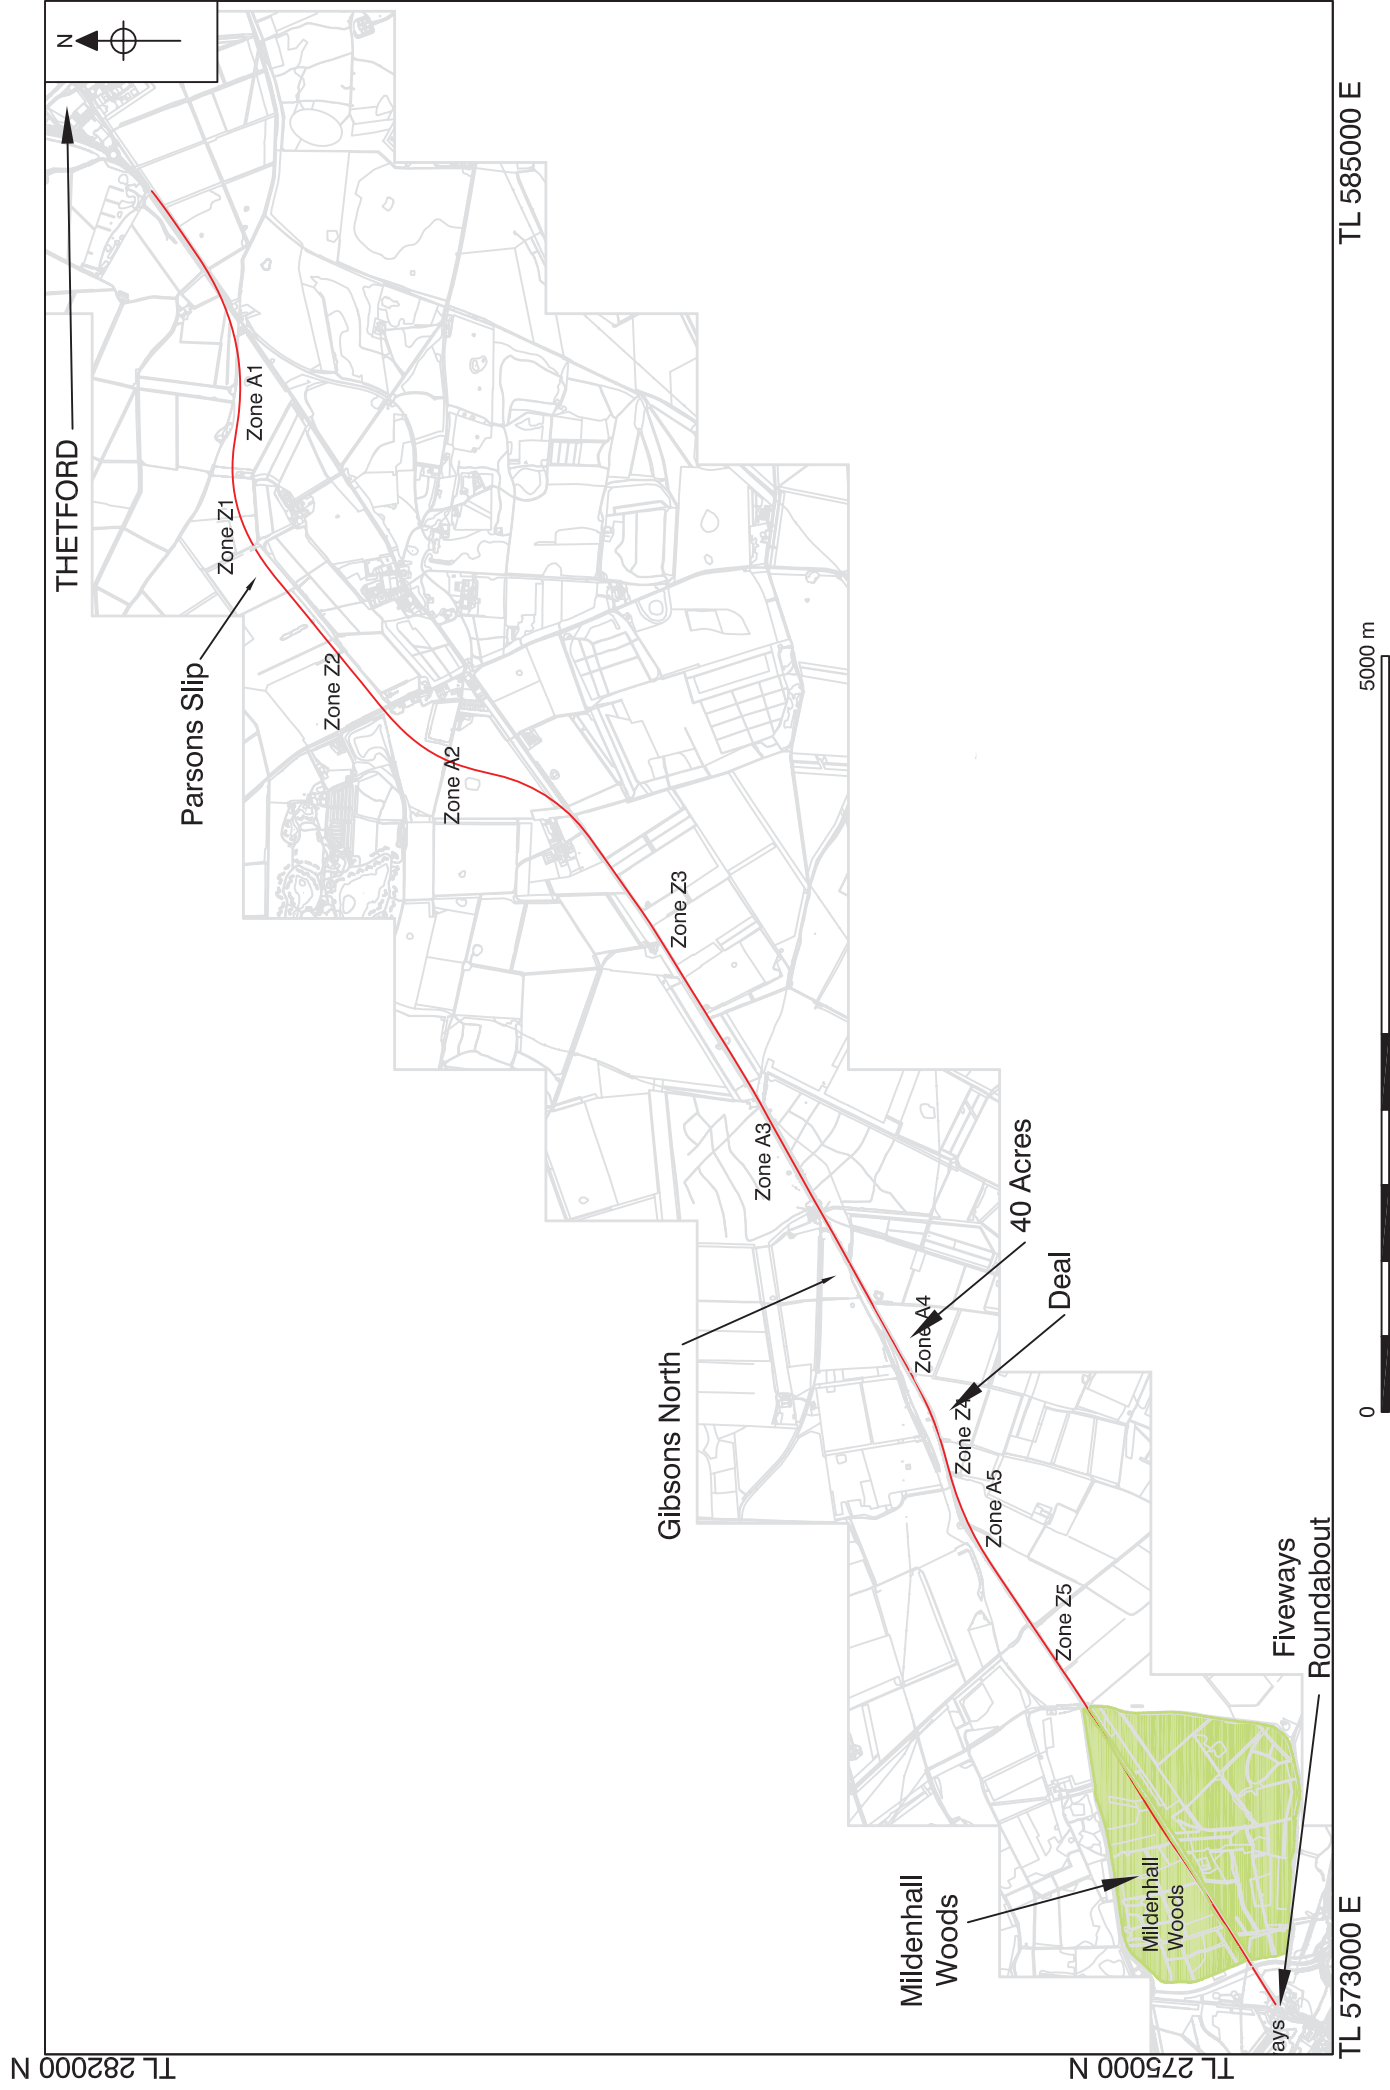 N
THETFORD
Zone A1
Zone Z1
Parsons Slip
Zone Z2
Zone A2
Zone Z3
Zone A3
Gibsons North
40 Acres
Zone A4
Deal
Zone Z4
Zone A5
Zone Z5
Mildenhall
Woods
Mildenhall
Woods
Fiveways
Roundabout
ays
TL 282000 N
TL 275000 N
TL 573000 E
TL 585000 E
0
5000 m